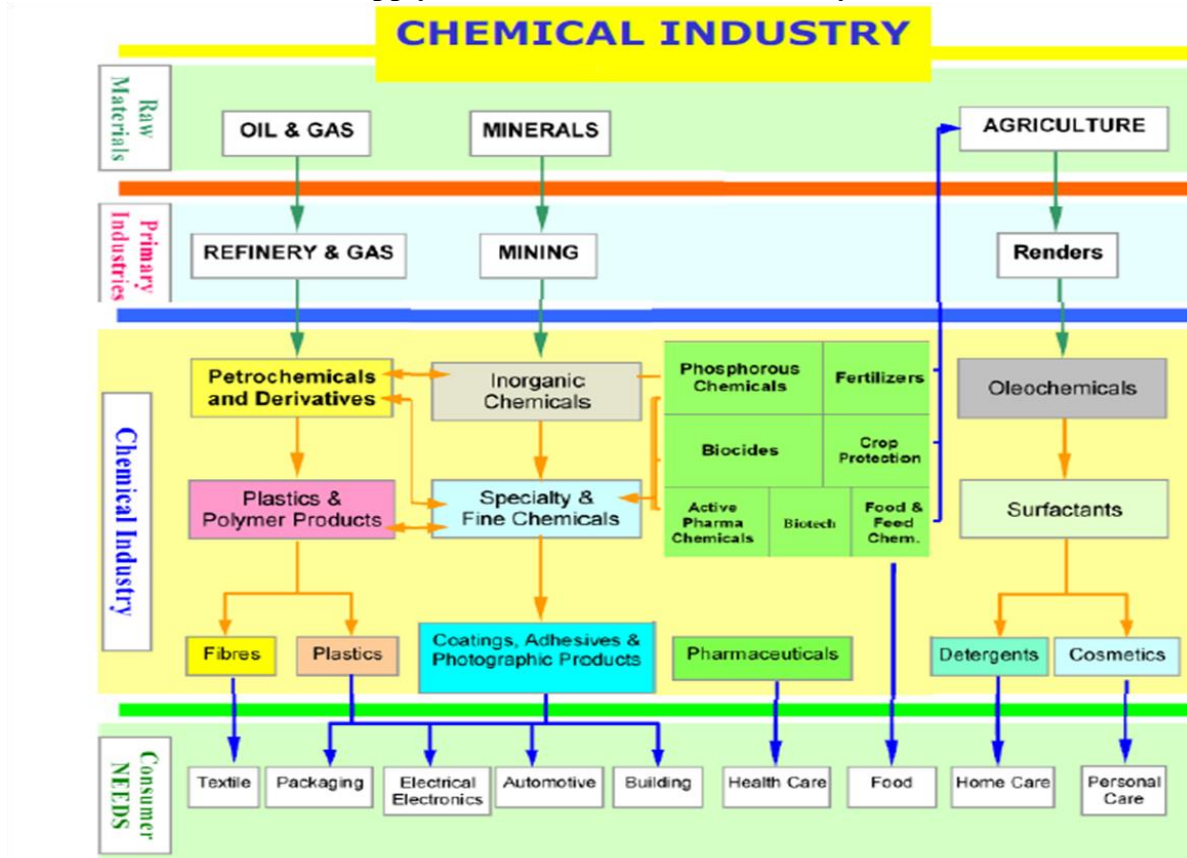 CHEMICAL INDUSTRY
Raw
Materials
OIL & GAS
MINERALS
AGRICULTURE
Primary
Industries
REFINERY & GAS
MINING
Renders
Chemical Industry
Petrochemicals
and Derivatives
Inorganic
Chemicals
Phosphorous
Chemicals
Fertilizers
Oleochemicals
Biocides
Crop
Protection
Plastics &
Polymer Products
Specialty &
Fine Chemicals
Active
Pharma
Chemicals
Biotech
Food &
Feed
Chem.
Surfactants
Fibres
Plastics
Coatings, Adhesives &
Photographic Products
Pharmaceuticals
Detergents
Cosmetics
Consumer
NEEDS
Textile
Packaging
Electrical
Electronics
Automotive
Building
Health Care
Food
Home Care
Personal
Care